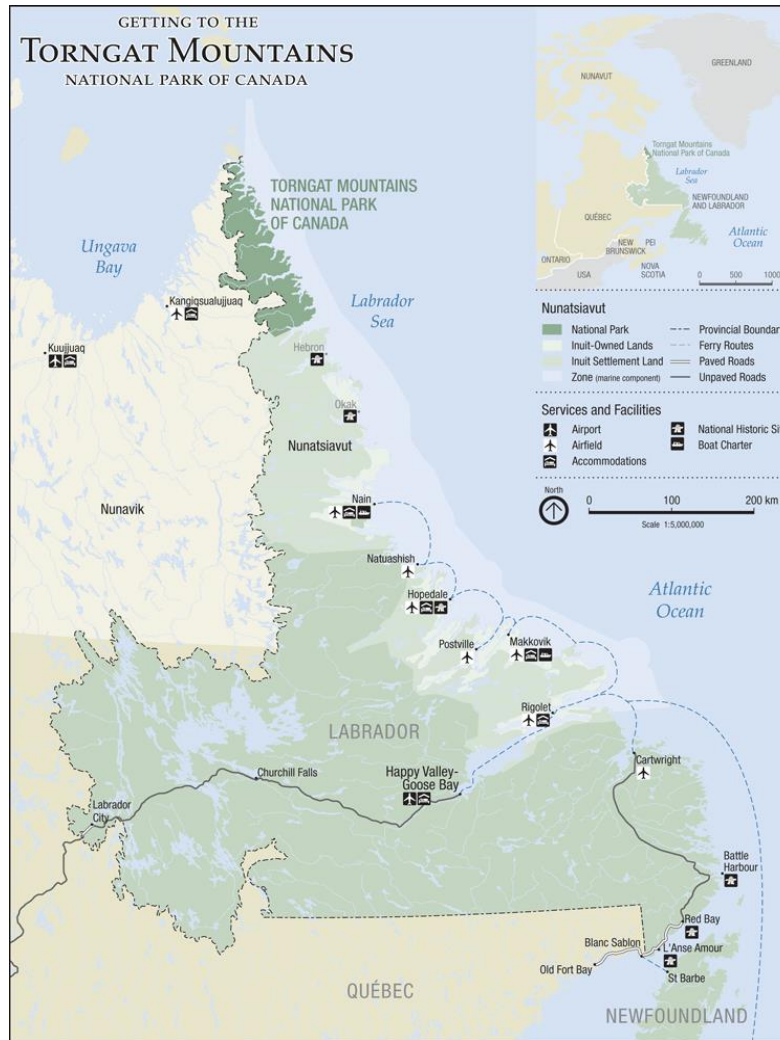 GETTING TO THE
TORNGAT MOUNTAINS
NATIONAL PARK OF CANADA
NUNAVUT
GREENLAND
Torngat Mountains
National Park of Canada
Labrador
Sea
NEWFOUNDLAND
AND LABRADOR
QUÉBEC
Atlantic
Ocean
ONTARIO
NEW
BRUNSWICK
PEI
NOVA
SCOTIA
USA
0 500 1000
Nunatsiavut
National Park
Inuit-Owned Lands
Inuit Settlement Land
Zone (marine component)
Provincial Boundar
Ferry Routes
Paved Roads
Unpaved Roads
Services and Facilities
Airport
Airfield
Accommodations
National Historic Si
Boat Charter
North
0 100 200 km
Scale 1:5,000,000
TORNGAT MOUNTAINS
NATIONAL PARK
OF CANADA
Ungava
Bay
Labrador
Sea
Kangiqsualujjuaq
Kuujjuaq
Hebron
Okak
Nunatsiavut
Nunavik
Nain
Natuashish
Hopedale
Postville
Makkovik
Atlantic
Ocean
Rigolet
LABRADOR
Cartwright
Churchill Falls
Happy Valley-
Goose Bay
Labrador
City
Battle
Harbour
Red Bay
Blanc Sablon
L'Anse Amour
Old Fort Bay
St Barbe
QUÉBEC
NEWFOUNDLAND